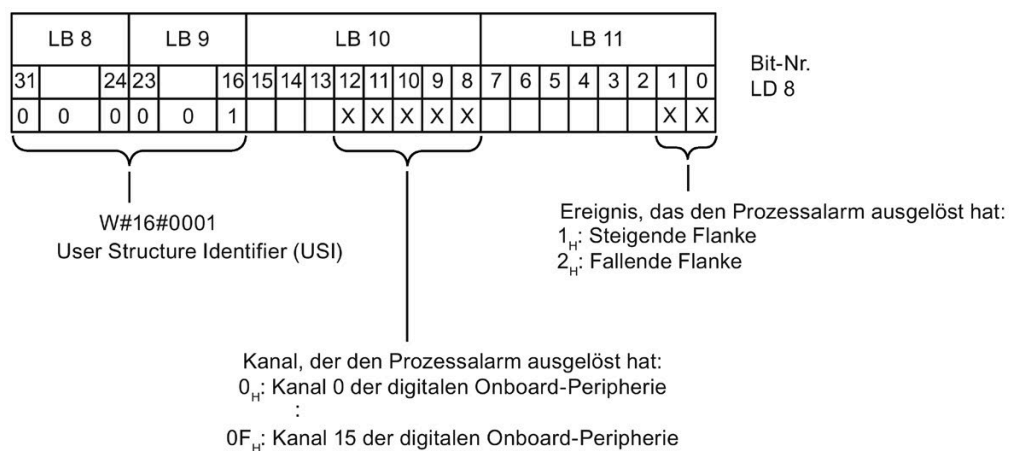 LB 8 LB 9 LB 10 LB 11
Bit-Nr.
LD 8
31 24 23 16 15 14 13 12 11 10 9 8 7 6 5 4 3 2 1 0
0 0 0 0 0 1 X X X X X X X
W#16#0001
User Structure Identifier (USI)
Ereignis, das den Prozessalarm ausgelöst hat:
1H: Steigende Flanke
2H: Fallende Flanke
Kanal, der den Prozessalarm ausgelöst hat:
0H: Kanal 0 der digitalen Onboard-Peripherie
:
0FH: Kanal 15 der digitalen Onboard-Peripherie